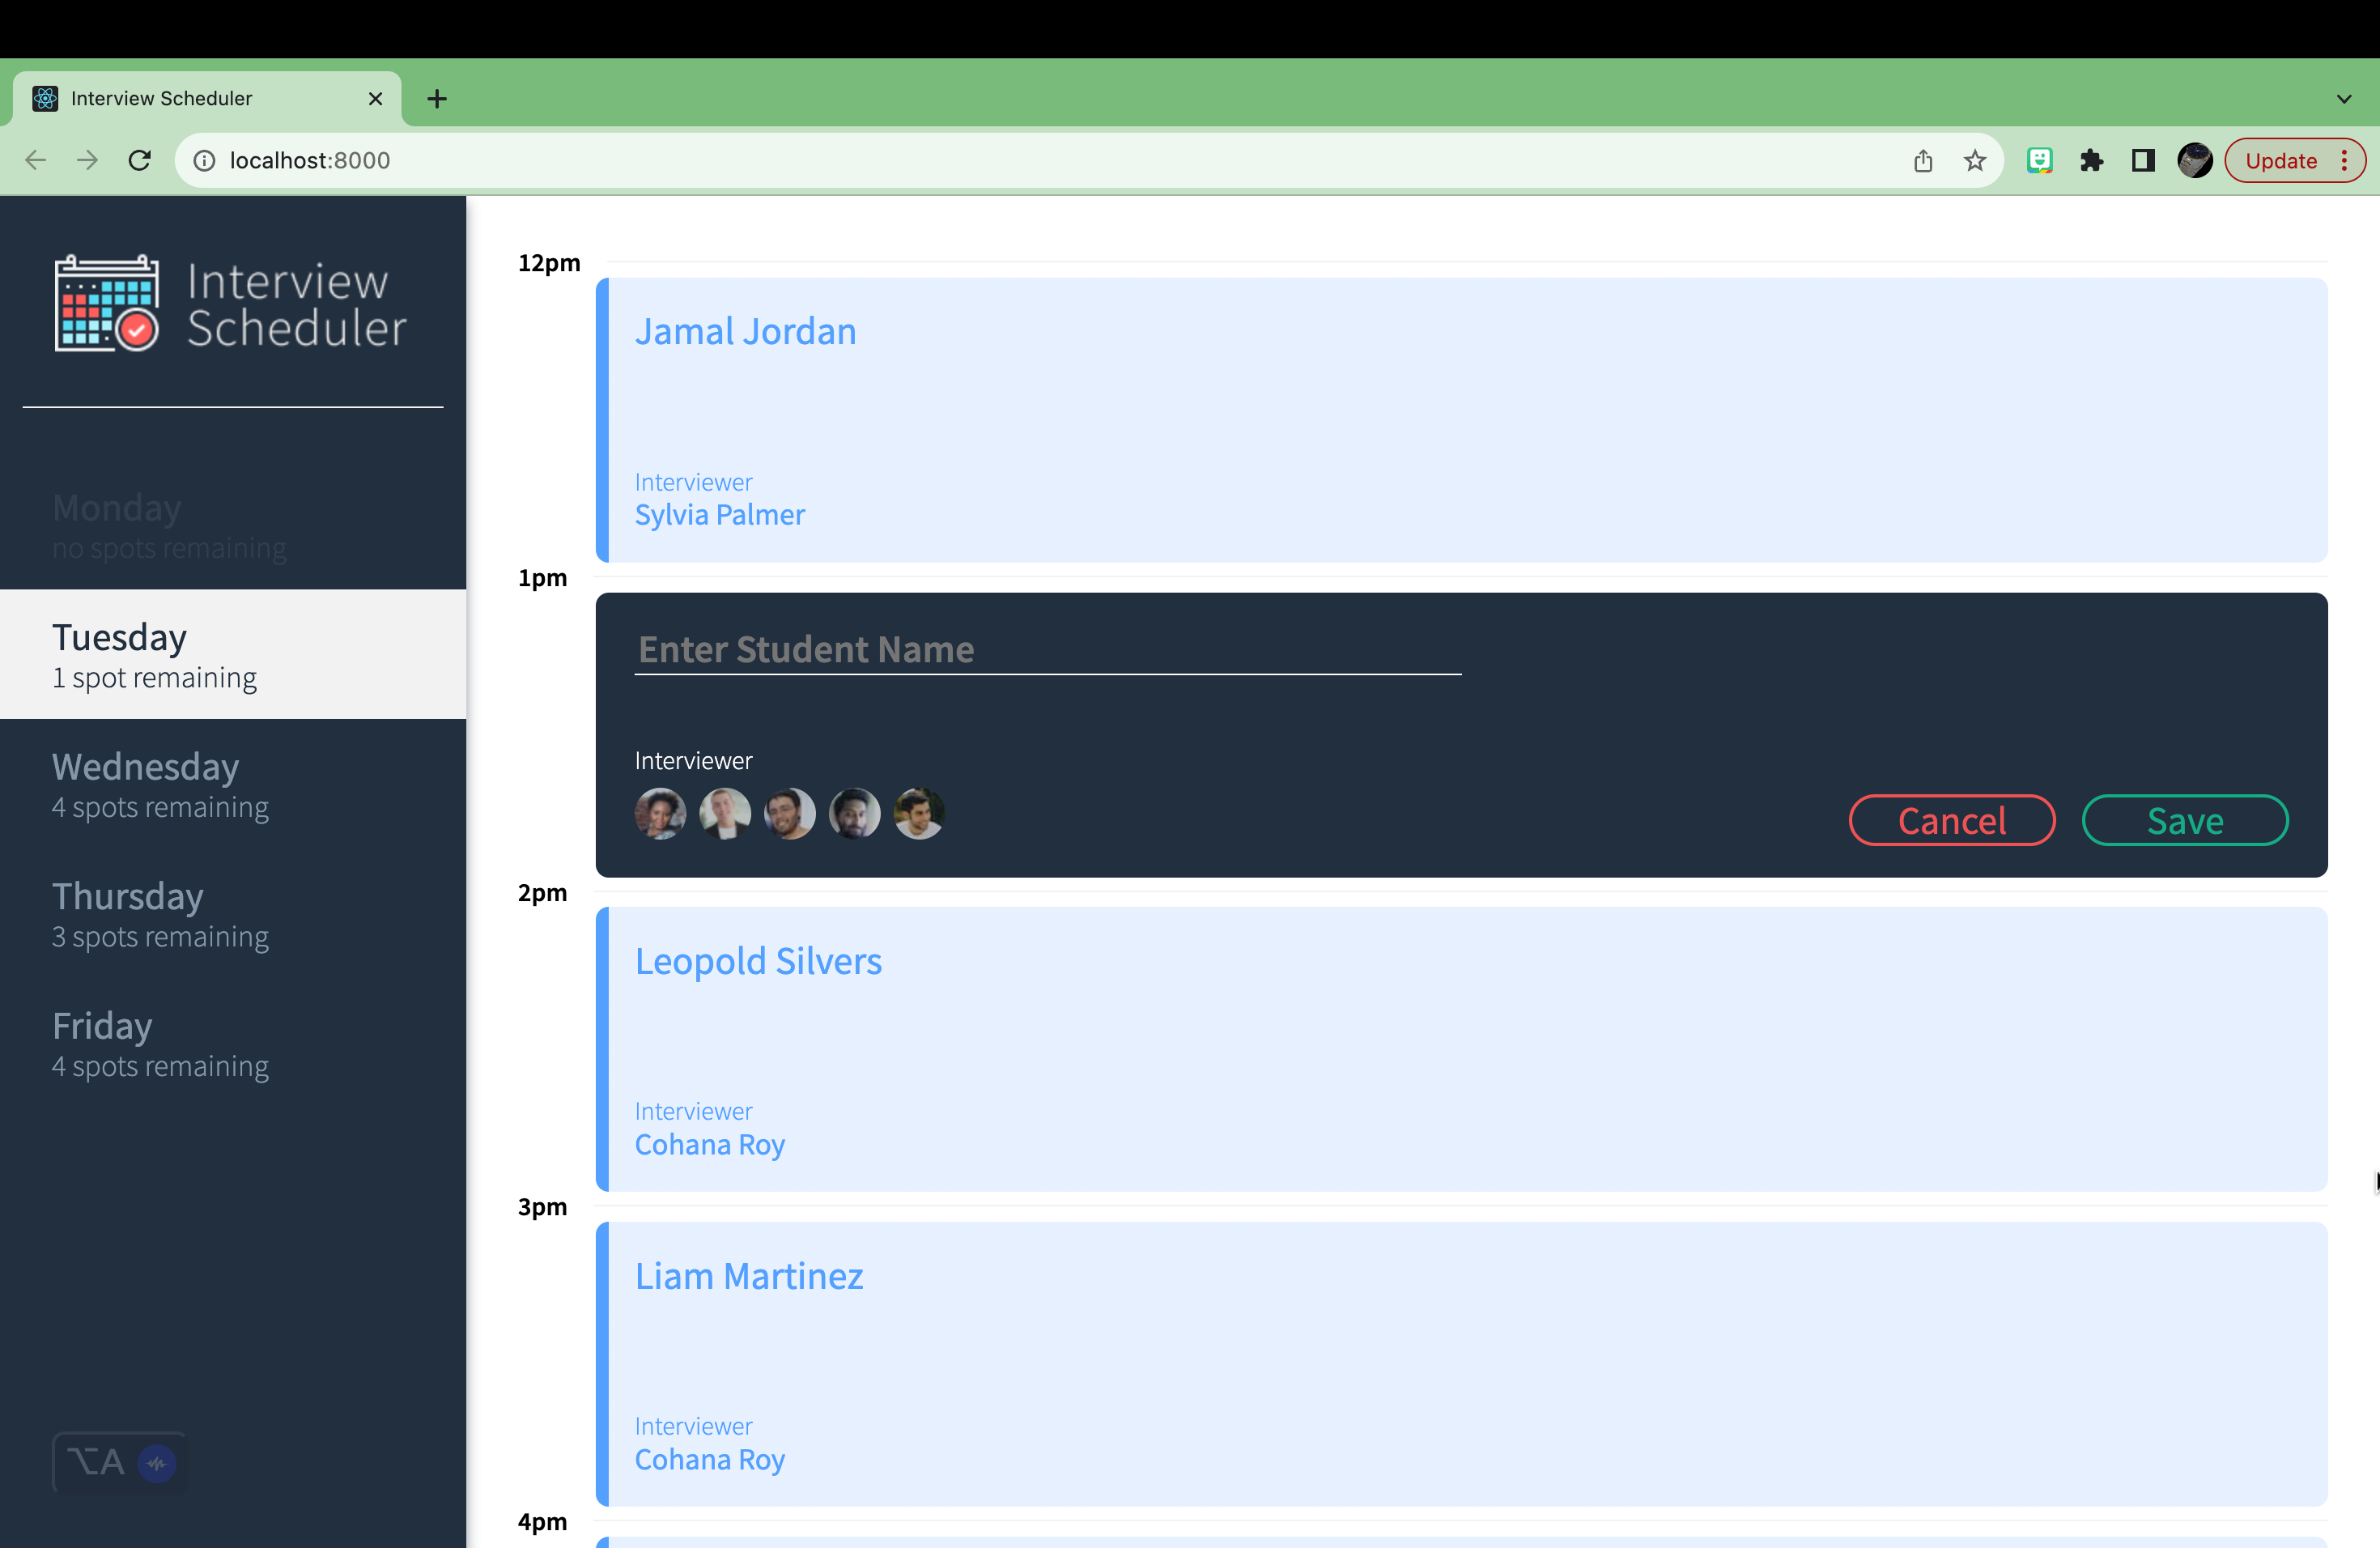 Interview Scheduler
localhost:8000
Update
Interview
Scheduler
Monday
no spots remaining
Tuesday
1 spot remaining
Wednesday
4 spots remaining
Thursday
3 spots remaining
Friday
4 spots remaining
⌥A
12pm
Jamal Jordan
Interviewer
Sylvia Palmer
1pm
Enter Student Name
Interviewer
Cancel
Save
2pm
Leopold Silvers
Interviewer
Cohana Roy
3pm
Liam Martinez
Interviewer
Cohana Roy
4pm